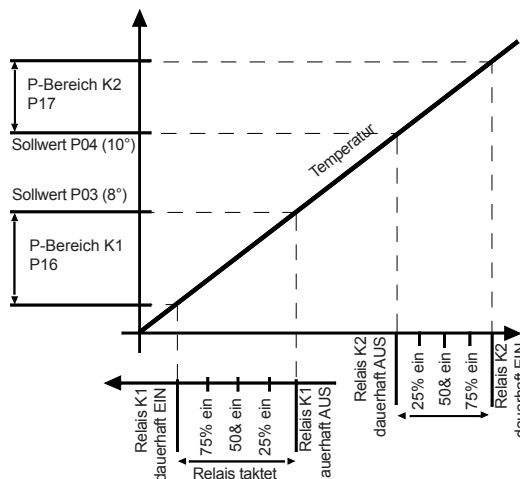 P-Bereich K2
P17
Sollwert P04 (10°)
Temperatur
Sollwert P03 (8°)
P-Bereich K1
P16
Relais K1
dauerhaft EIN
75% ein
50& ein
25% ein
Relais K1
auerhaft AUS
Relais taktet
Relais K2
dauerhaft AUS
25% ein
50& ein
75% ein
Relais K2
dauerhaft EIN